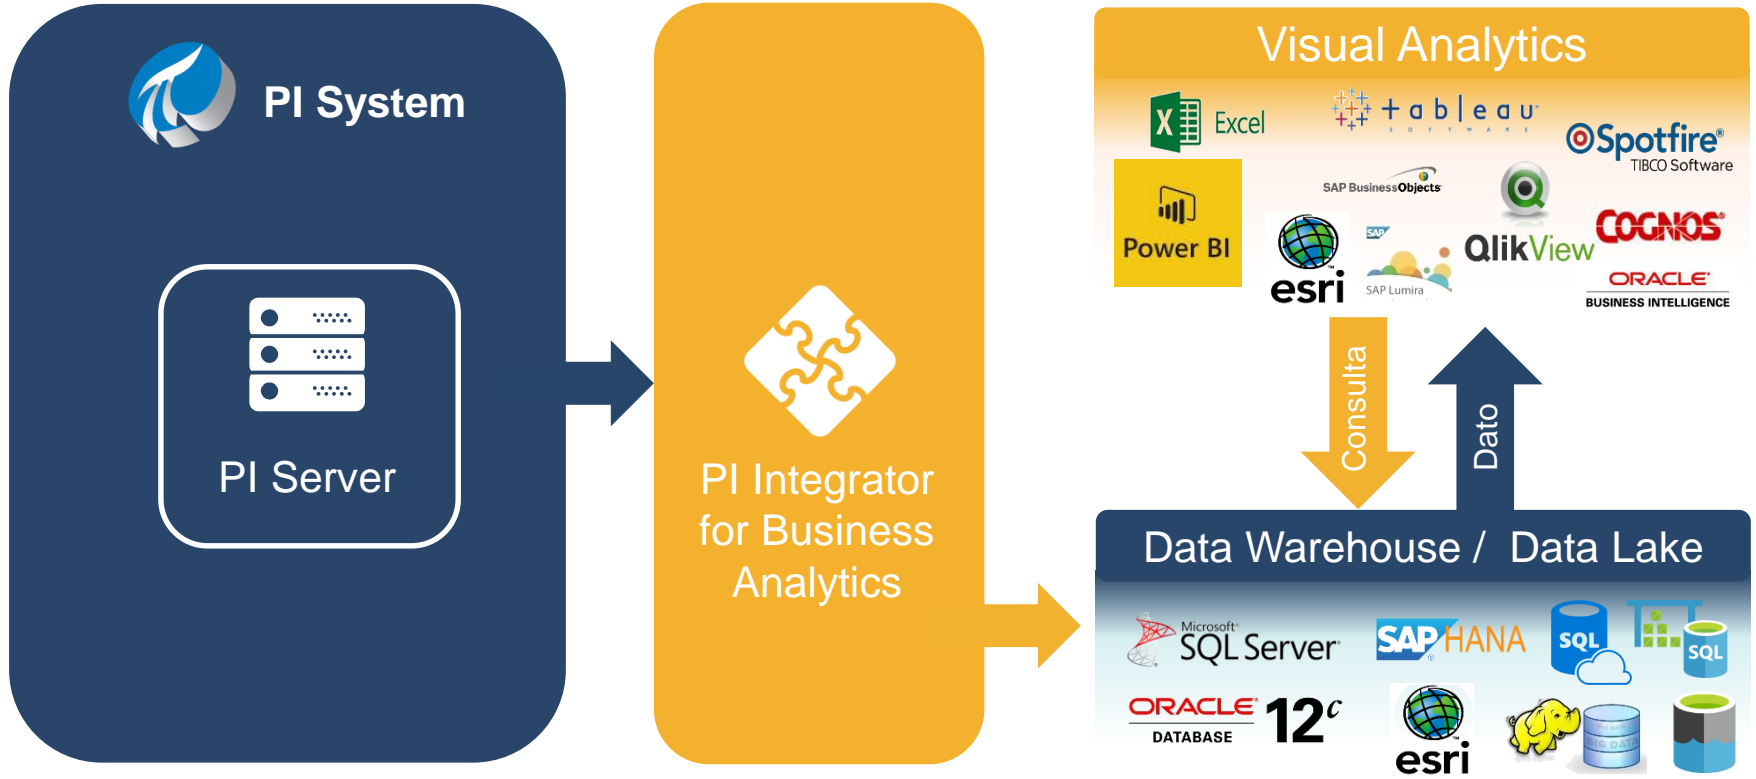 PI System
PI Server
PI Integrator
for Business
Analytics
Visual Analytics
Excel
+ a b | e a u
S O F T W A R E
Spotfire®
TIBCO Software
Power BI
SAP BusinessObjects
esri
SAP
SAP Lumira
QlikView
COGNOS
ORACLE
BUSINESS INTELLIGENCE
Consulta
Dato
Data Warehouse / Data Lake
Microsoft
SQL Server
SAP HANA
SQL
SQL
ORACLE 12c
DATABASE
esri
BIG DATA